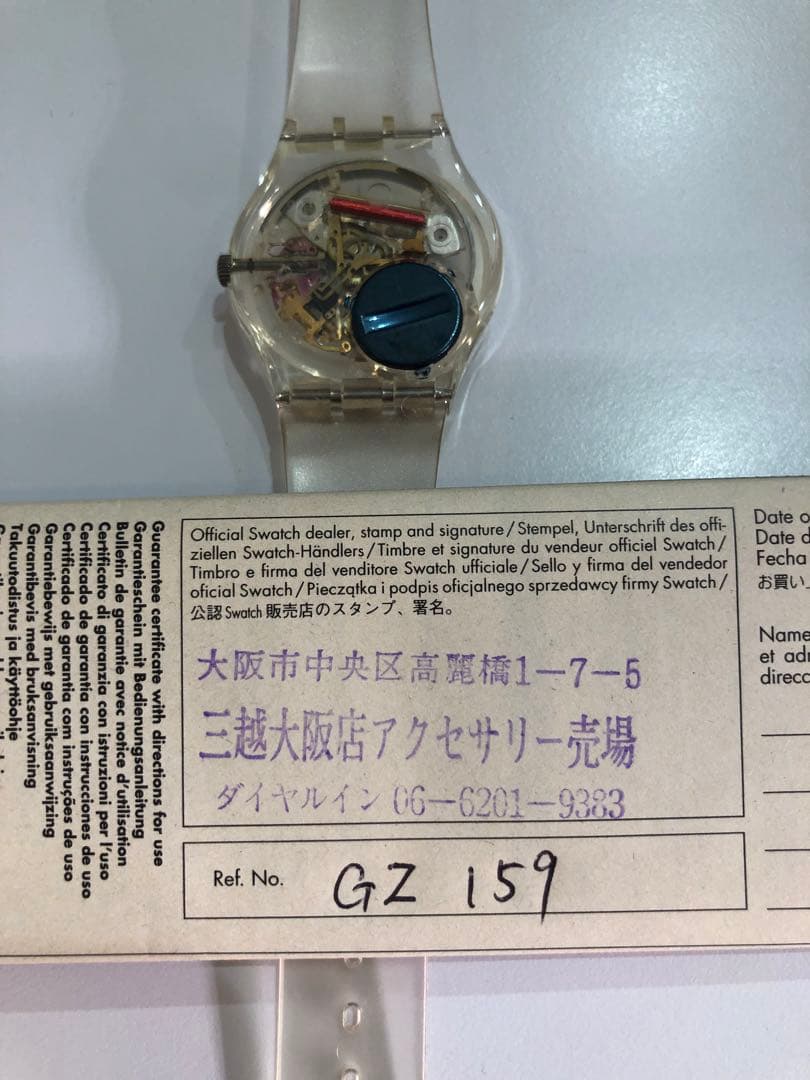 Official Swatch dealer, stamp and signature/Stempel, Unterschrift des offi-
ziellen Swatch-Händlers/Timbre et signature du vendeur officiel Swatch/
Timbro e firma del venditore Swatch ufficiale/Sello y firma del vendedor
oficial Swatch/Pieczątka i podpis oficjalnego sprzedawcy firmy Swatch/
公認 Swatch 販売店のスタンプ、署名。
大阪市中央区高麗橋1-7-5
三越大阪店アクセサリー売場
ダイヤルイン 06-6201-9383
Ref. No. GZ 159
Guarantee certificate with directions for use
Garantieschein mit Bedienungsanleitung
Bulletin de garantie avec notice d'utilisation
Certificato di garanzia con istruzioni per l'uso
Certificado de garantía con instrucciones de uso
Certificado de garantia com instruções de uso
Garantiebewijs met gebruiksaanwijzing
Garantibevis med bruksanvisning
Takuutodistus ja käyttöohje
Date o
Date d
Fecha
お買い
Name
et adr
direcc